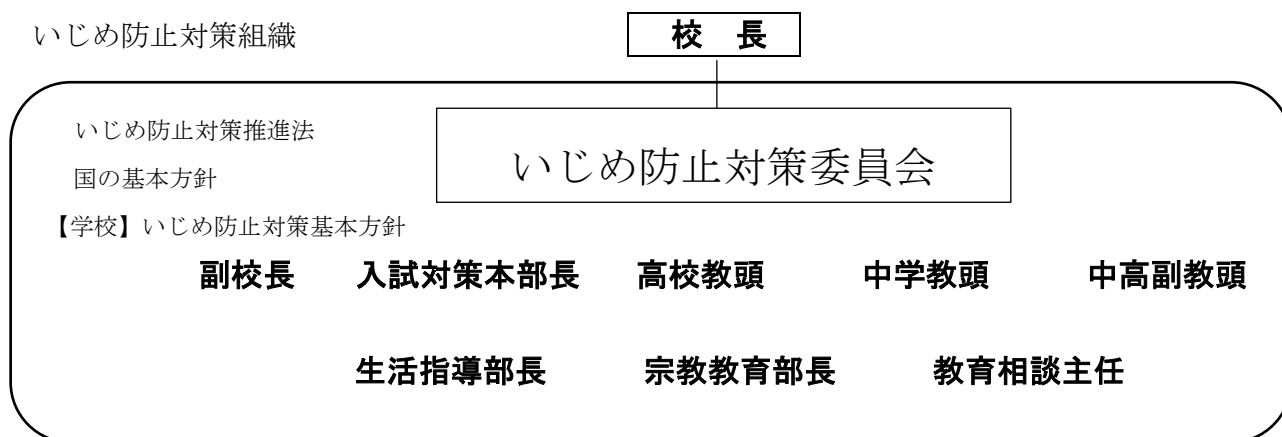 いじめ防止対策組織
校 長
いじめ防止対策推進法
いじめ防止対策委員会
国の基本方針
【学校】いじめ防止対策基本方針
副校長 入試対策本部長 高校教頭 中学教頭 中高副教頭
生活指導部長 宗教教育部長 教育相談主任